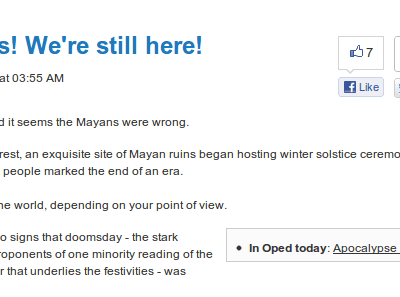 s! We're still here!
7
Like
at 03:55 AM
d it seems the Mayans were wrong.
rest, an exquisite site of Mayan ruins began hosting winter solstice ceremo
people marked the end of an era.
he world, depending on your point of view.
o signs that doomsday - the stark
roponents of one minority reading of the
r that underlies the festivities - was
In Oped today: Apocalypse